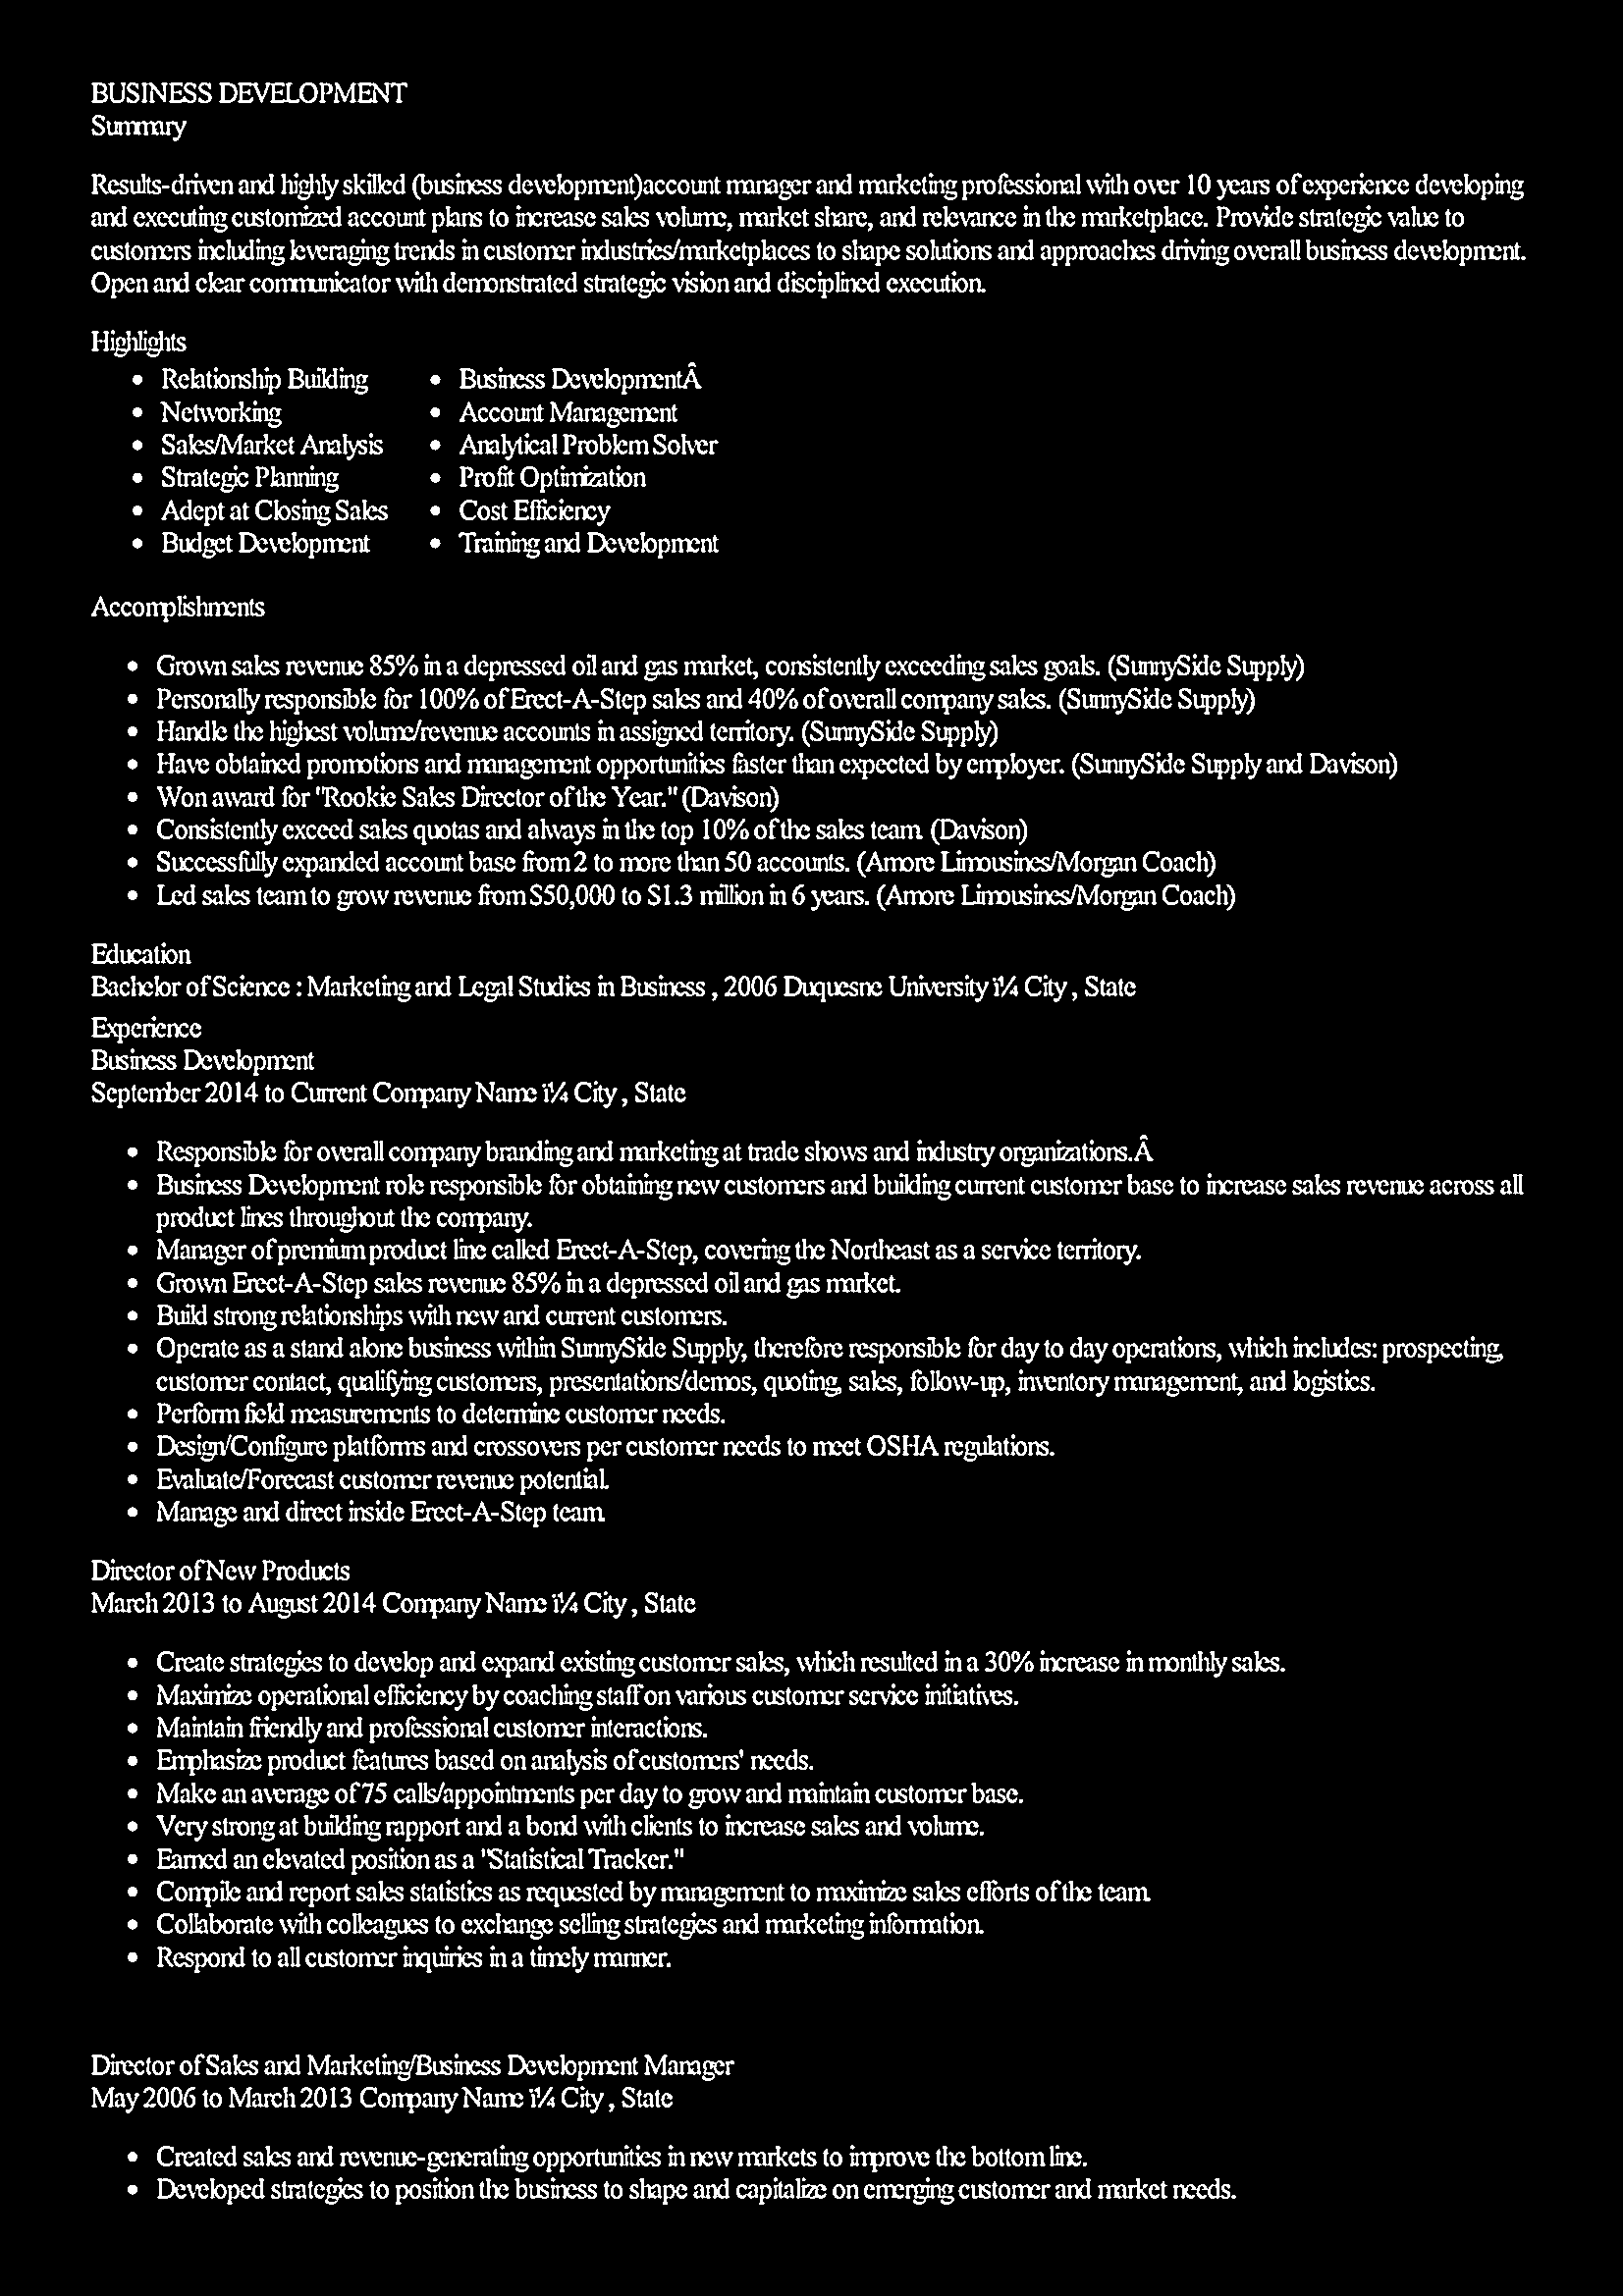 BUSINESS DEVELOPMENT
Summary
Results-driven and highly skilled (business development)account manager and marketing professional with over 10 years of experience developing
and executing customized account plans to increase sales volume, market share, and relevance in the marketplace. Provide strategic value to
customers including leveraging trends in customer industries/marketplaces to shape solutions and approaches driving overall business development.
Open and clear communicator with demonstrated strategic vision and disciplined execution.
Highlights
• Relationship Building
• Networking
• Sales/Market Analysis
• Strategic Planning
• Adept at Closing Sales
• Budget Development
• Business DevelopmentÂ
• Account Management
• Analytical Problem Solver
• Profit Optimization
• Cost Efficiency
• Training and Development
Accomplishments
• Grown sales revenue 85% in a depressed oil and gas market, consistently exceeding sales goals. (SunnySide Supply)
• Personally responsible for 100% of Erect-A-Step sales and 40% of overall company sales. (SunnySide Supply)
• Handle the highest volume/revenue accounts in assigned territory. (SunnySide Supply)
• Have obtained promotions and management opportunities faster than expected by employer. (SunnySide Supply and Davison)
• Won award for "Rookie Sales Director of the Year." (Davison)
• Consistently exceed sales quotas and always in the top 10% of the sales team. (Davison)
• Successfully expanded account base from 2 to more than 50 accounts. (Amore Limousines/Morgan Coach)
• Led sales team to grow revenue from $50,000 to $1.3 million in 6 years. (Amore Limousines/Morgan Coach)
Education
Bachelor of Science : Marketing and Legal Studies in Business , 2006 Duquesne University ï¼ City , State
Experience
Business Development
September 2014 to Current Company Name ï¼ City , State
• Responsible for overall company branding and marketing at trade shows and industry organizations.Â
• Business Development role responsible for obtaining new customers and building current customer base to increase sales revenue across all
product lines throughout the company.
• Manager of premium product line called Erect-A-Step, covering the Northeast as a service territory.
• Grown Erect-A-Step sales revenue 85% in a depressed oil and gas market.
• Build strong relationships with new and current customers.
• Operate as a stand alone business within SunnySide Supply, therefore responsible for day to day operations, which includes: prospecting,
customer contact, qualifying customers, presentations/demos, quoting, sales, follow-up, inventory management, and logistics.
• Perform field measurements to determine customer needs.
• Design/Configure platforms and crossovers per customer needs to meet OSHA regulations.
• Evaluate/Forecast customer revenue potential.
• Manage and direct inside Erect-A-Step team.
Director of New Products
March 2013 to August 2014 Company Name ï¼ City , State
• Create strategies to develop and expand existing customer sales, which resulted in a 30% increase in monthly sales.
• Maximize operational efficiency by coaching staff on various customer service initiatives.
• Maintain friendly and professional customer interactions.
• Emphasize product features based on analysis of customers' needs.
• Make an average of 75 calls/appointments per day to grow and maintain customer base.
• Very strong at building rapport and a bond with clients to increase sales and volume.
• Earned an elevated position as a "Statistical Tracker."
• Compile and report sales statistics as requested by management to maximize sales efforts of the team.
• Collaborate with colleagues to exchange selling strategies and marketing information.
• Respond to all customer inquiries in a timely manner.
Director of Sales and Marketing/Business Development Manager
May 2006 to March 2013 Company Name ï¼ City , State
• Created sales and revenue-generating opportunities in new markets to improve the bottom line.
• Developed strategies to position the business to shape and capitalize on emerging customer and market needs.